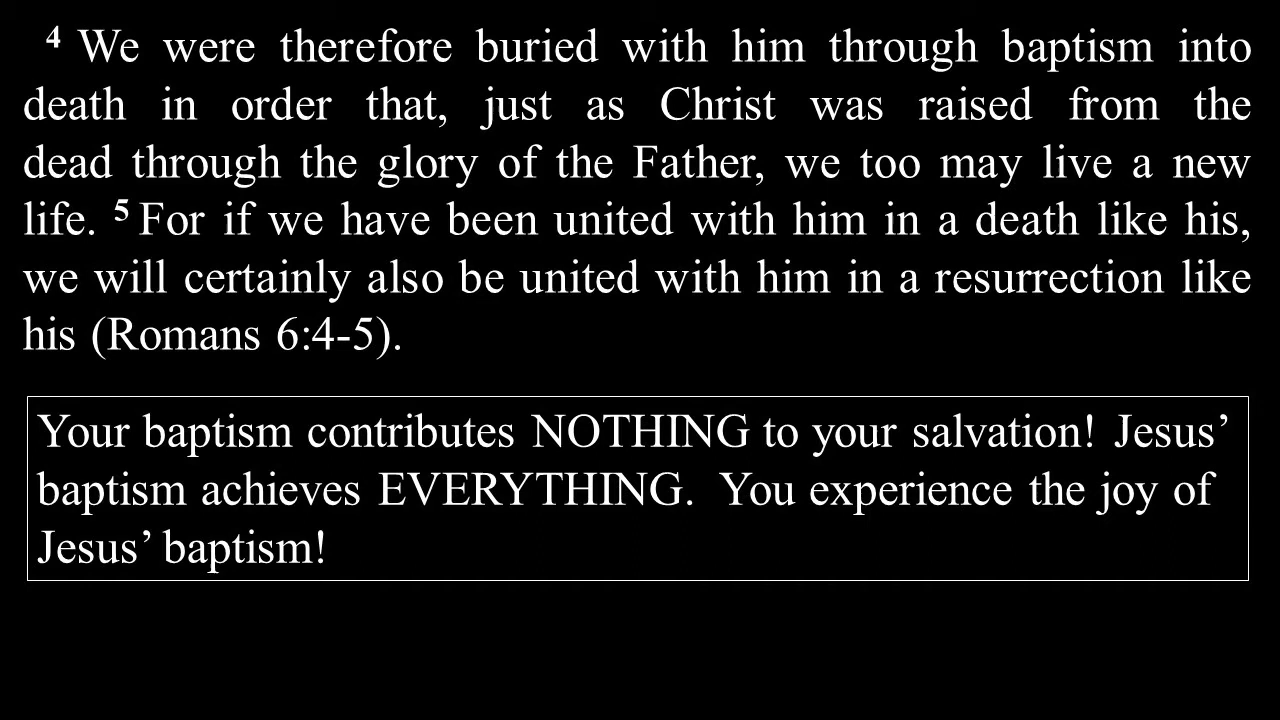 ⁴ We were therefore buried with him through baptism into
death in order that, just as Christ was raised from the
dead through the glory of the Father, we too may live a new
life. ⁵ For if we have been united with him in a death like his,
we will certainly also be united with him in a resurrection like
his (Romans 6:4-5).
Your baptism contributes NOTHING to your salvation! Jesus’
baptism achieves EVERYTHING.  You experience the joy of
Jesus’ baptism!